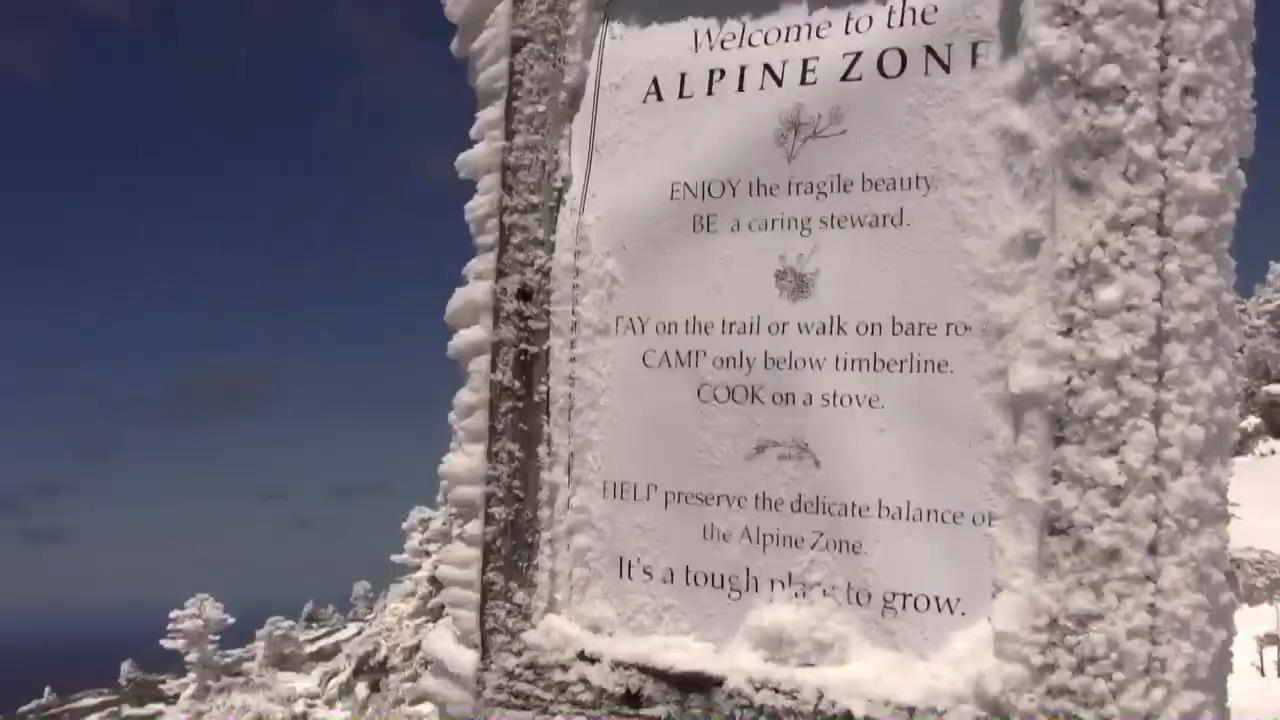 Welcome to the
ALPINE ZONE
ENJOY the fragile beauty.
BE a caring steward.
TAY on the trail or walk on bare ro
CAMP only below timberline.
COOK on a stove.
HELP preserve the delicate balance of
the Alpine Zone.
It's a tough place to grow.